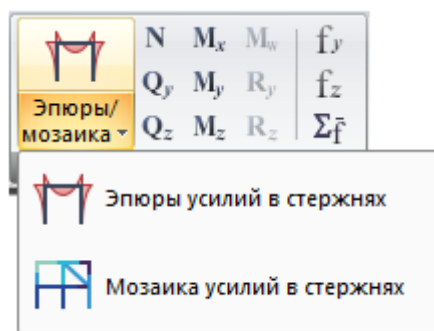 N Mx Mw fy
Qy My Ry fz
Эпюры/
мозаика Qz Mz Rz Σf̄
Эпюры усилий в стержнях
Мозаика усилий в стержнях